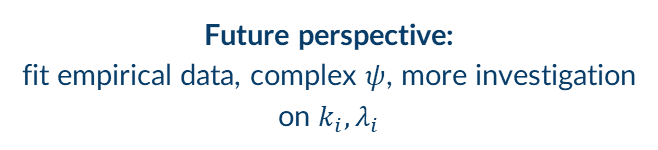 Future perspective:
fit empirical data, complex ψ, more investigation
on kᵢ, λᵢ